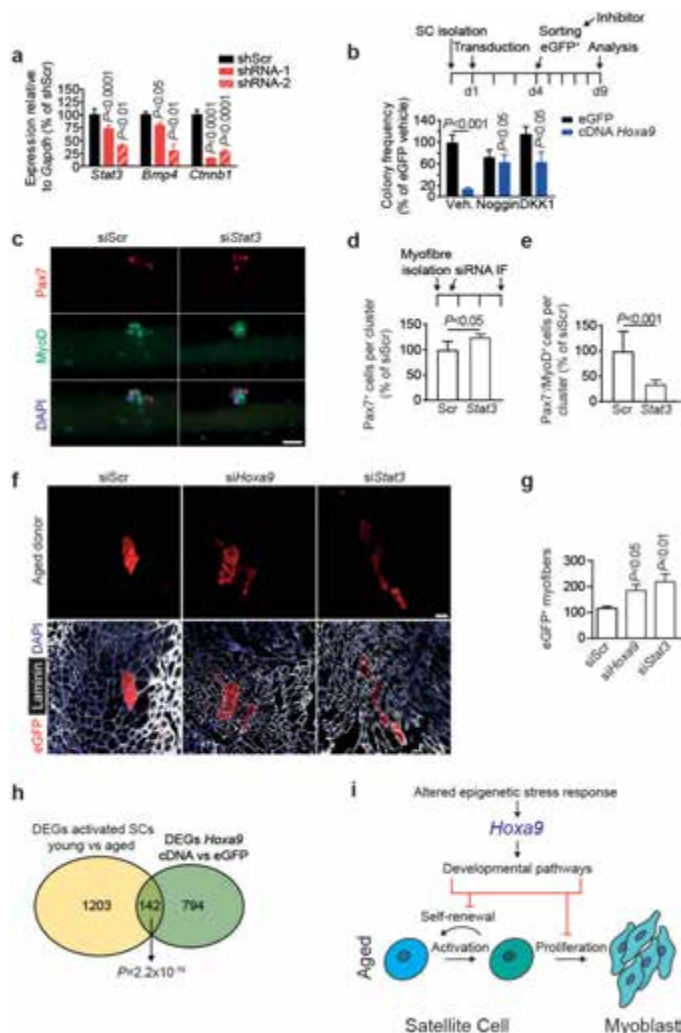 a
shScr
shRNA-1
shRNA-2
Expression relative
to Gapdh (% of shScr)
125
100
75
50
25
0
P<0.0001
P<0.01
P<0.05
P<0.01
P<0.0001
P<0.0001
Stat3 Bmp4 Ctnnb1
b
Inhibitor
Sorting
SC isolation eGFP+
Transduction Analysis
d1 d4 d9
eGFP
cDNA Hoxa9
Colony frequency
(% of eGFP vehicle)
160
120
80
40
0
P<0.001
P<0.05
P<0.05
Veh. Noggin DKK1
c
siScr siStat3
Pax7
MyoD
DAPI
d
Myofibre
isolation siRNA IF
Pax7+ cells per cluster
(% of siScr)
150
100
50
0
P<0.05
Scr Stat3
e
Pax7-/MyoD+ cells per
cluster (% of siScr)
150
100
50
0
P<0.001
Scr Stat3
f
siScr siHoxa9 siStat3
Aged donor
eGFP Laminin DAPI
g
eGFP+ myofibers
300
200
100
0
P<0.05
P<0.01
siScr
siHoxa9
siStat3
h
DEGs activated SCs
young vs aged
DEGs Hoxa9
cDNA vs eGFP
1203 142 794
i
Altered epigenetic stress response
Hoxa9
Developmental pathways
Self-renewal
Activation Proliferation
Aged
Satellite Cell Myoblast